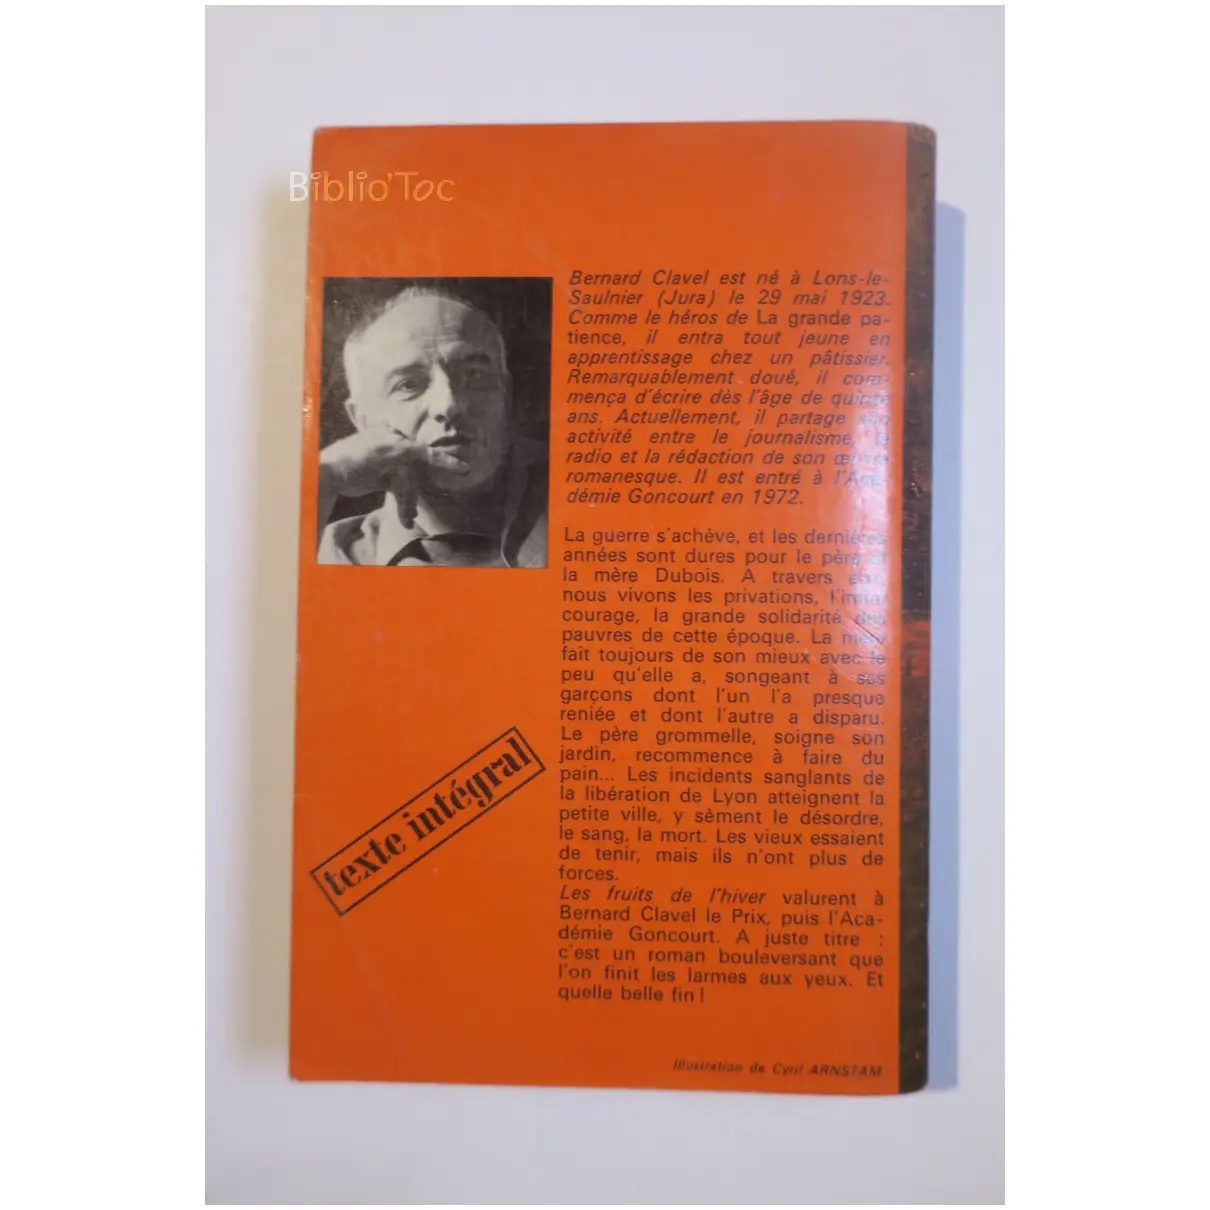 Biblio'Toc
Bernard Clavel est né à Lons-le-
Saulnier (Jura) le 29 mai 1923.
Comme le héros de La grande pa-
tience, il entra tout jeune en
apprentissage chez un pâtissier.
Remarquablement doué, il com-
mença d'écrire dès l'âge de quinze
ans. Actuellement, il partage son
activité entre le journalisme, la
radio et la rédaction de son œuvre
romanesque. Il est entré à l'Aca-
démie Goncourt en 1972.
La guerre s'achève, et les dernières
années sont dures pour le père et
la mère Dubois. A travers eux,
nous vivons les privations, l'
courage, la grande solidarité des
pauvres de cette époque. La mère
fait toujours de son mieux avec le
peu qu'elle a, songeant à ses
garçons dont l'un l'a presque
reniée et dont l'autre a disparu.
Le père grommelle, soigne son
jardin, recommence à faire du
pain... Les incidents sanglants de
la libération de Lyon atteignent la
petite ville, y sèment le désordre,
le sang, la mort. Les vieux essaient
de tenir, mais ils n'ont plus de
forces.
Les fruits de l'hiver valurent à
Bernard Clavel le Prix, puis l'Aca-
démie Goncourt. A juste titre :
c'est un roman bouleversant que
l'on finit les larmes aux yeux. Et
quelle belle fin !
texte intégral
Illustration de Cyril ARNSTAM